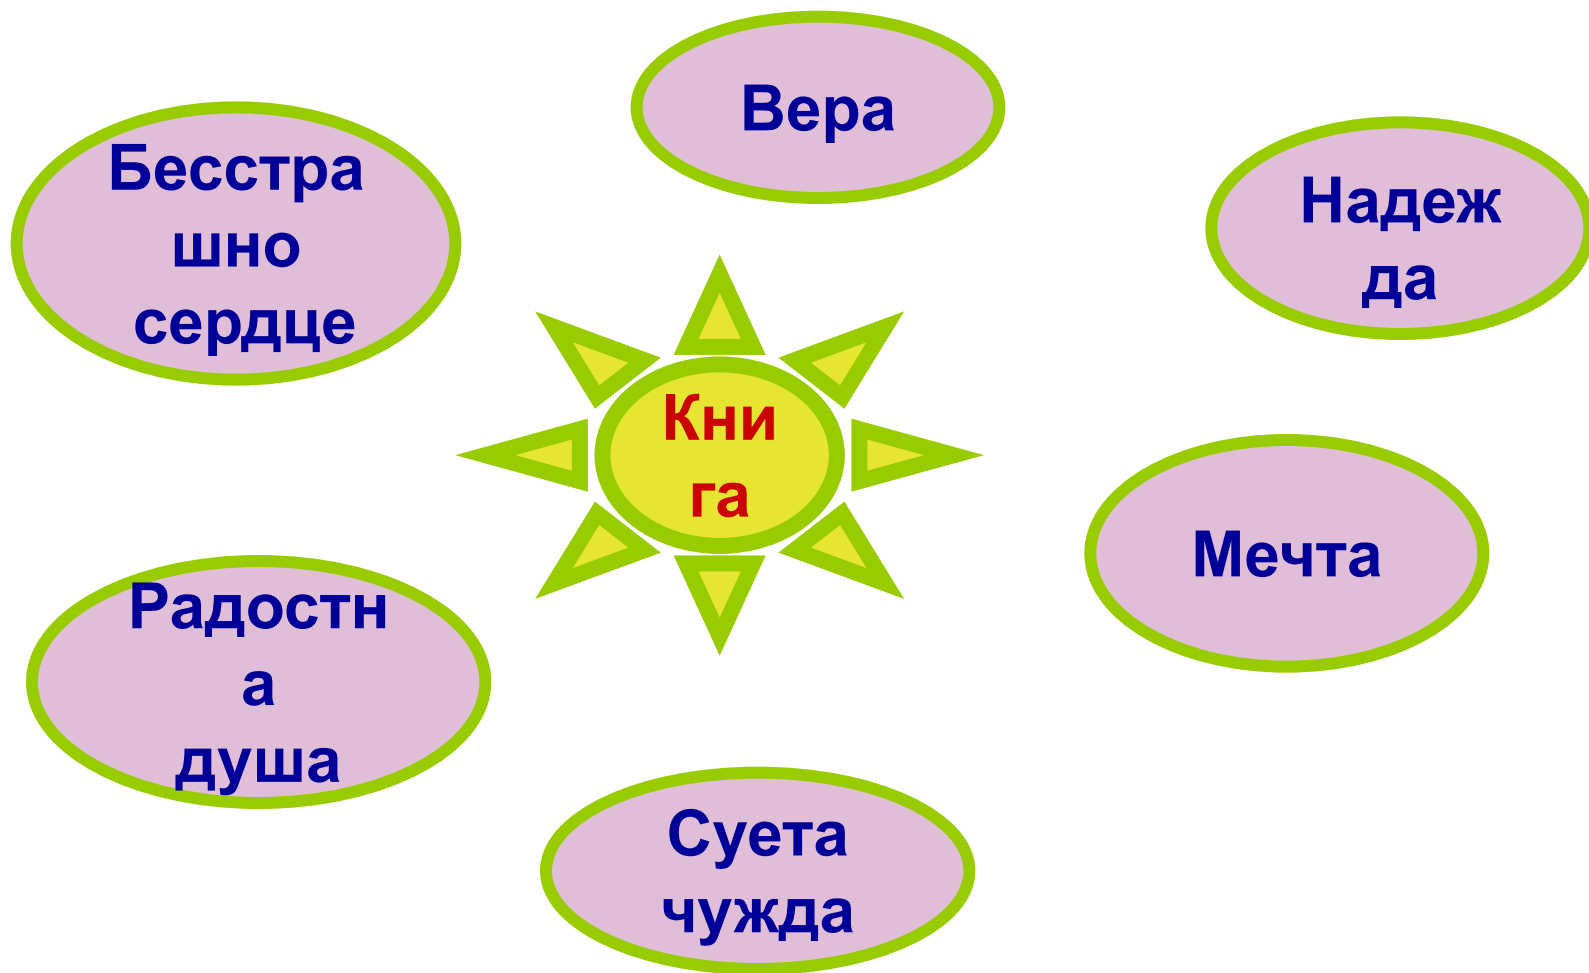 Вера
Бесстра
шно
сердце
Надеж
да
Кни
га
Мечта
Радостн
а
душа
Суета
чужда